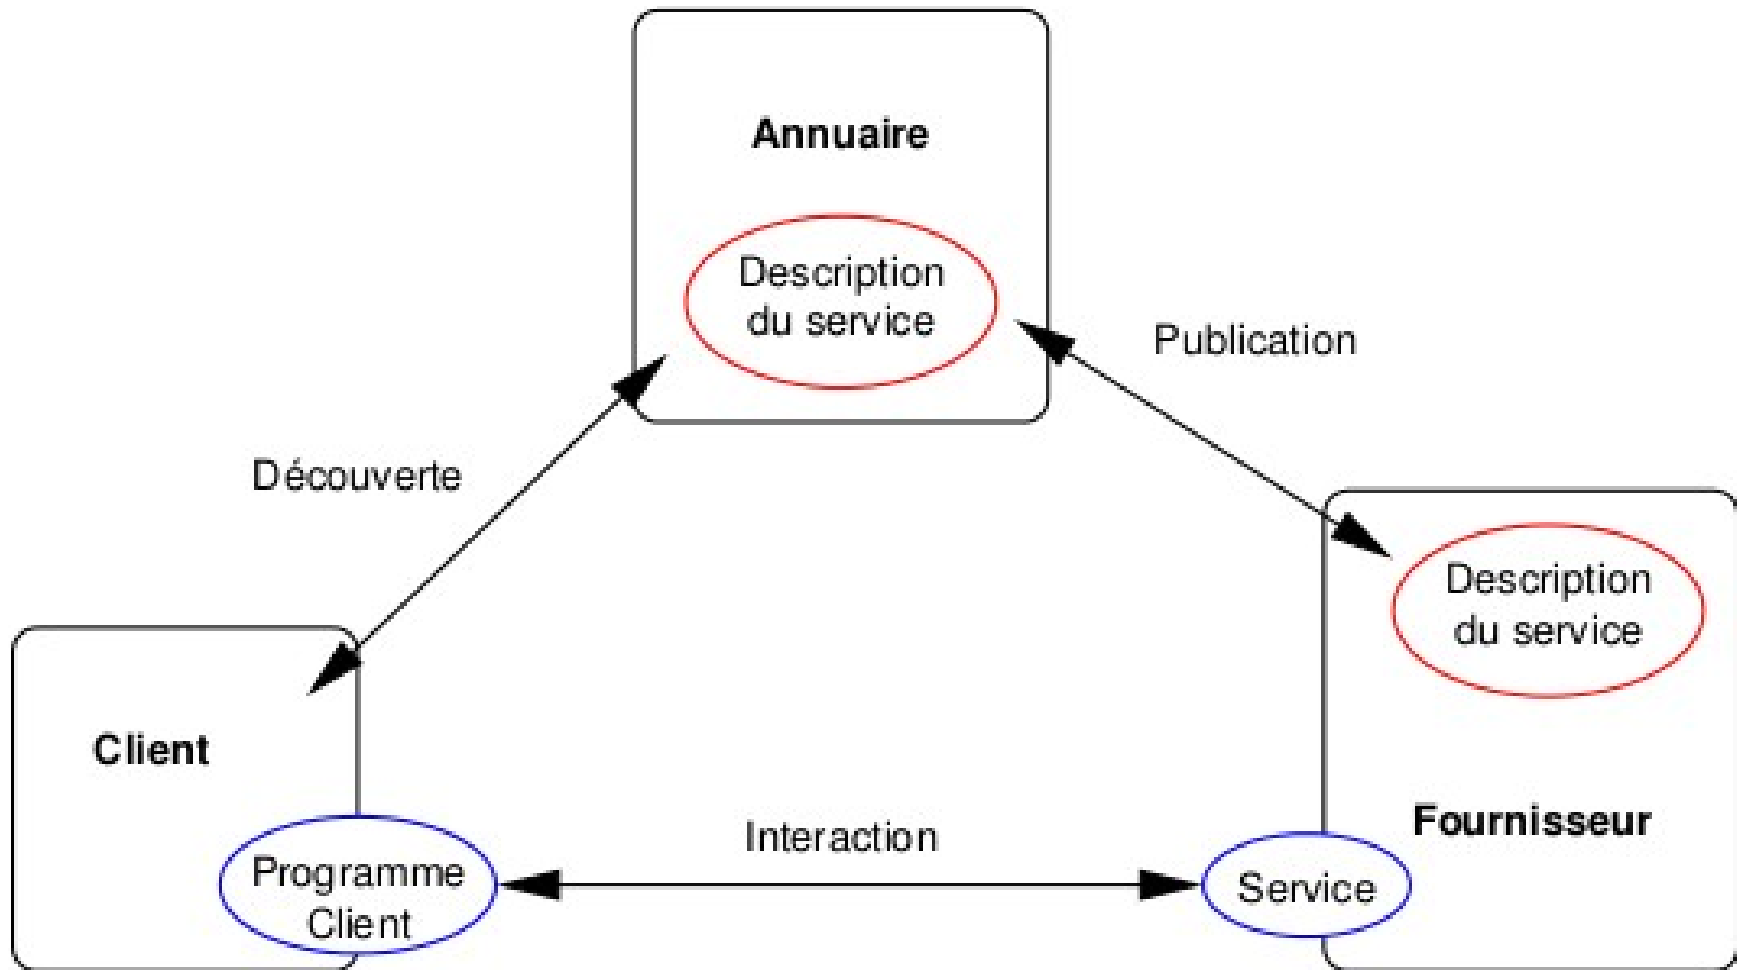 Annuaire
Description
du service
Publication
Découverte
Description
du service
Client
Fournisseur
Interaction
Programme
Client
Service